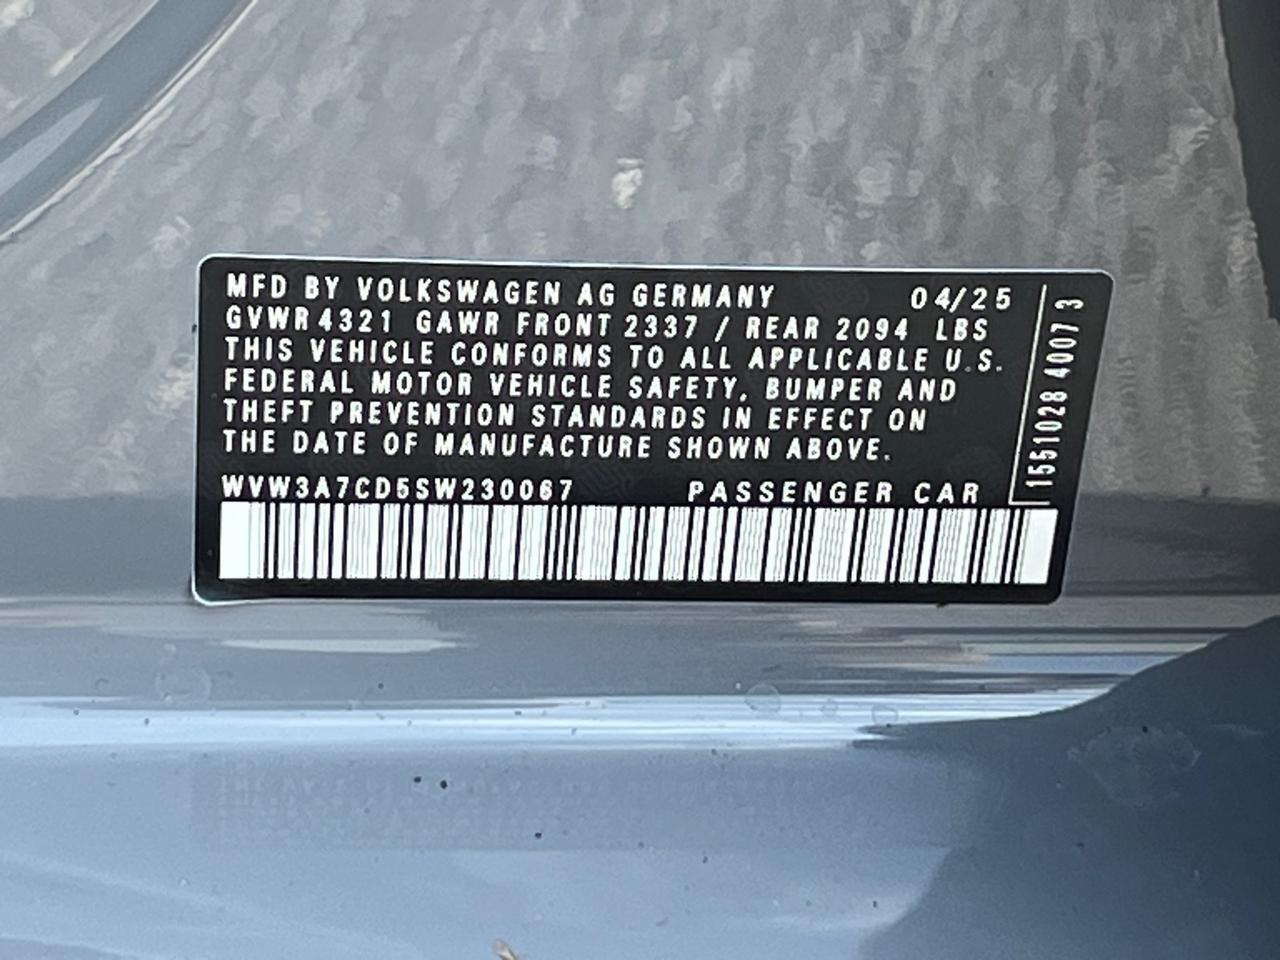 MFD BY VOLKSWAGEN AG GERMANY 04/25
GVWR 4321 GAWR FRONT 2337 / REAR 2094 LBS
THIS VEHICLE CONFORMS TO ALL APPLICABLE U.S.
FEDERAL MOTOR VEHICLE SAFETY, BUMPER AND
THEFT PREVENTION STANDARDS IN EFFECT ON
THE DATE OF MANUFACTURE SHOWN ABOVE.
WVW3A7CD5SW230067 PASSENGER CAR
1551028 4007 3